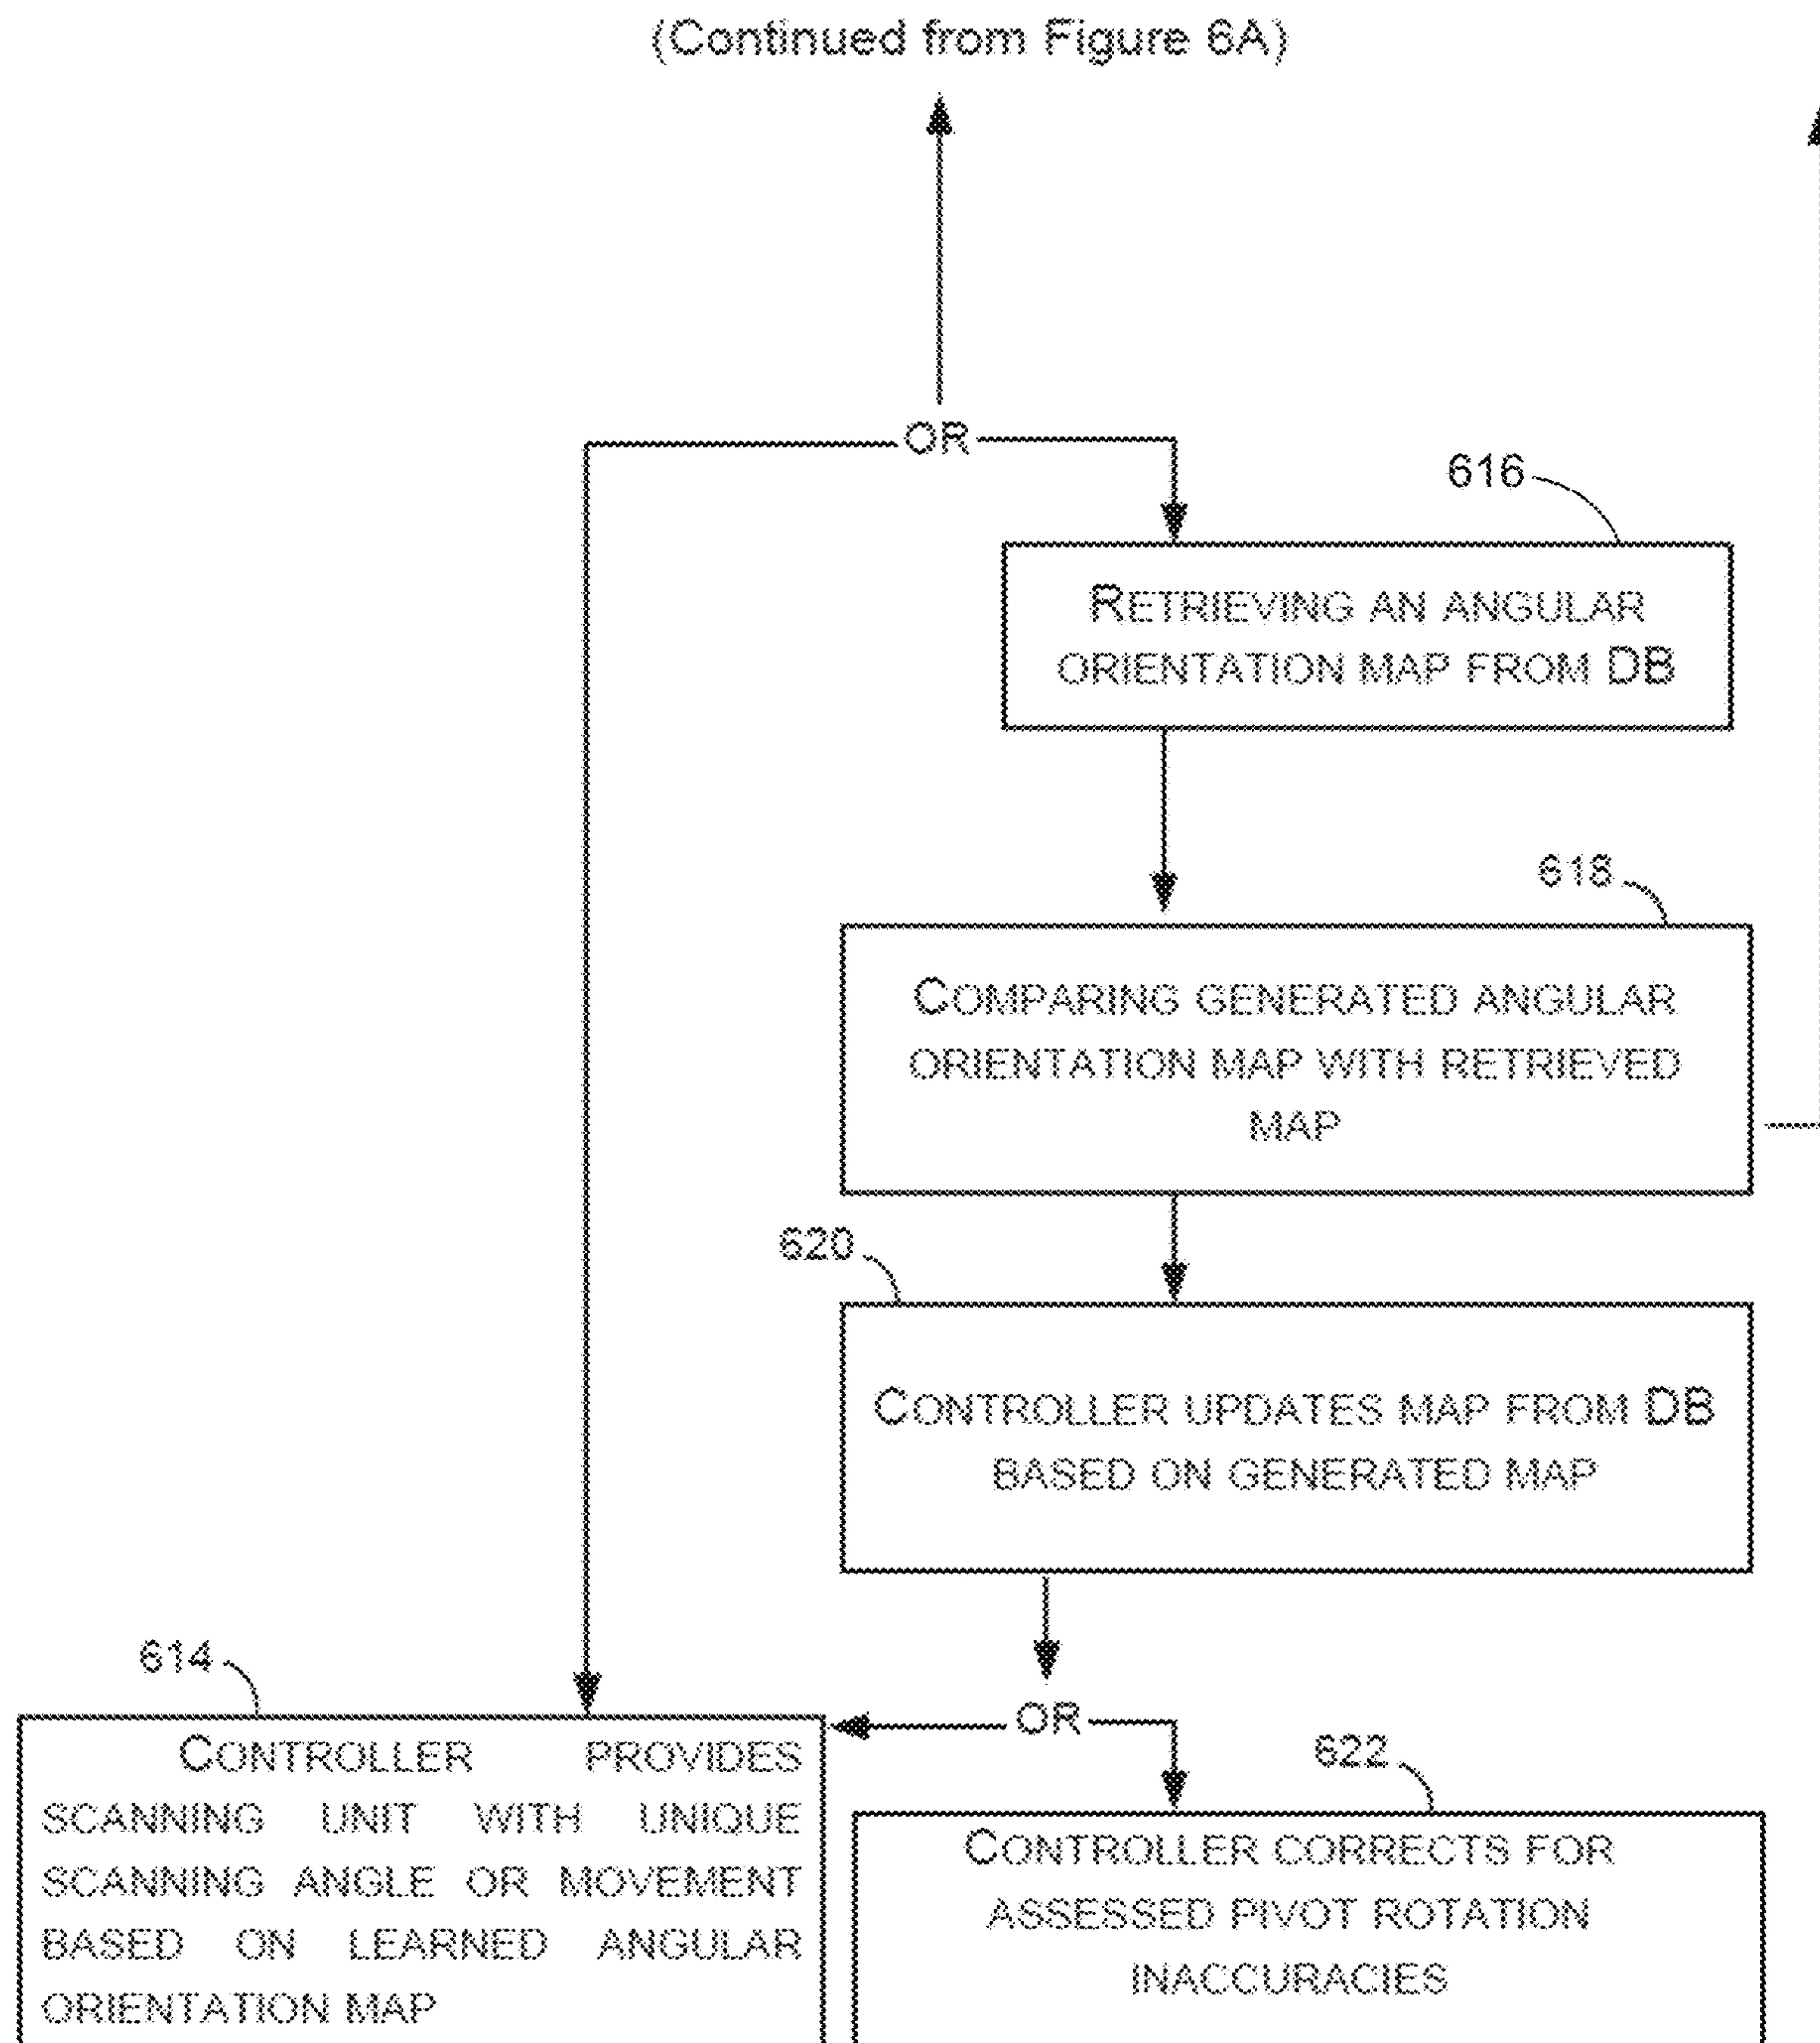 (Continued from Figure 6A)
OR
616
RETRIEVING AN ANGULAR
ORIENTATION MAP FROM DB
618
COMPARING GENERATED ANGULAR
ORIENTATION MAP WITH RETRIEVED
MAP
620
CONTROLLER UPDATES MAP FROM DB
BASED ON GENERATED MAP
614
OR
CONTROLLER PROVIDES
SCANNING UNIT WITH UNIQUE
SCANNING ANGLE OR MOVEMENT
BASED ON LEARNED ANGULAR
ORIENTATION MAP
622
CONTROLLER CORRECTS FOR
ASSESSED PIVOT ROTATION
INACCURACIES